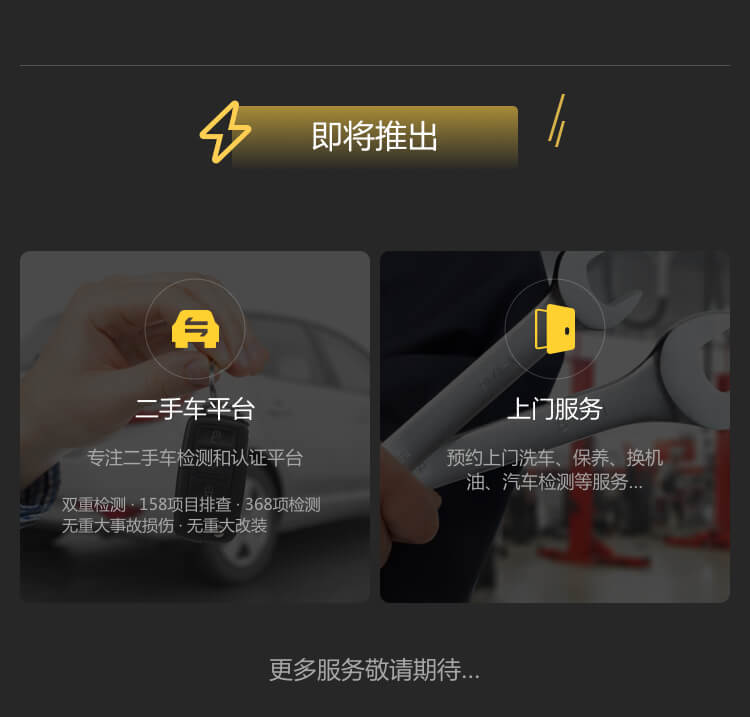 即将推出
二手车平台
专注二手车检测和认证平台
双重检测 · 158项目排查 · 368项检测
无重大事故损伤 · 无重大改装
上门服务
预约上门洗车、保养、换机
油、汽车检测等服务...
更多服务敬请期待...